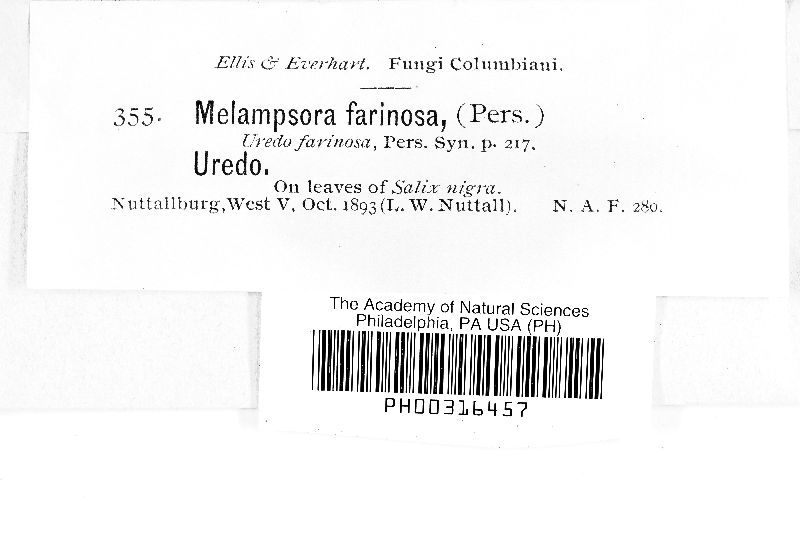 Ellis & Everhart. Fungi Columbiani.
355. Melampsora farinosa, (Pers.)
Uredo farinosa, Pers. Syn. p. 217.
Uredo.
On leaves of Salix nigra.
Nuttallburg, West V. Oct. 1893 (L. W. Nuttall). N. A. F. 280.
The Academy of Natural Sciences
Philadelphia, PA USA (PH)
PH00316457